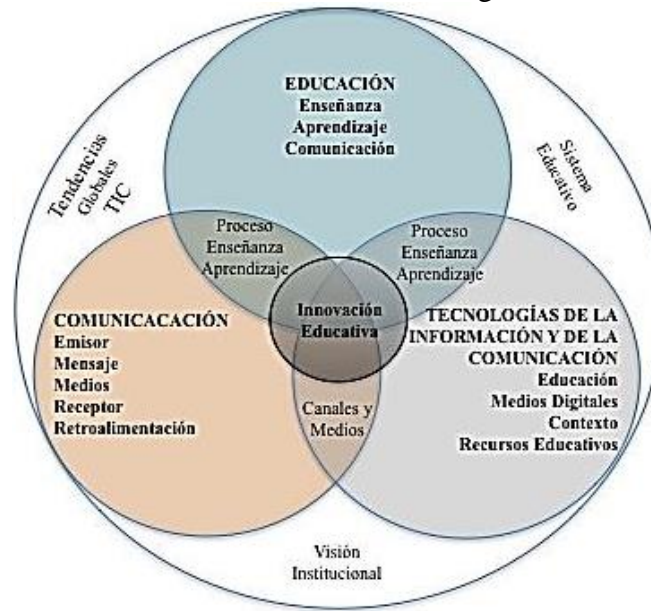 EDUCACIÓN
Enseñanza
Aprendizaje
Comunicación
Tendencias
Globales
TIC
Sistema
Educativo
Proceso
Enseñanza
Aprendizaje
Proceso
Enseñanza
Aprendizaje
Innovación
Educativa
COMUNICACACIÓN
Emisor
Mensaje
Medios
Receptor
Retroalimentación
TECNOLOGÍAS DE LA
INFORMACIÓN Y DE LA
COMUNICACIÓN
Educación
Medios Digitales
Contexto
Recursos Educativos
Canales y
Medios
Visión
Institucional